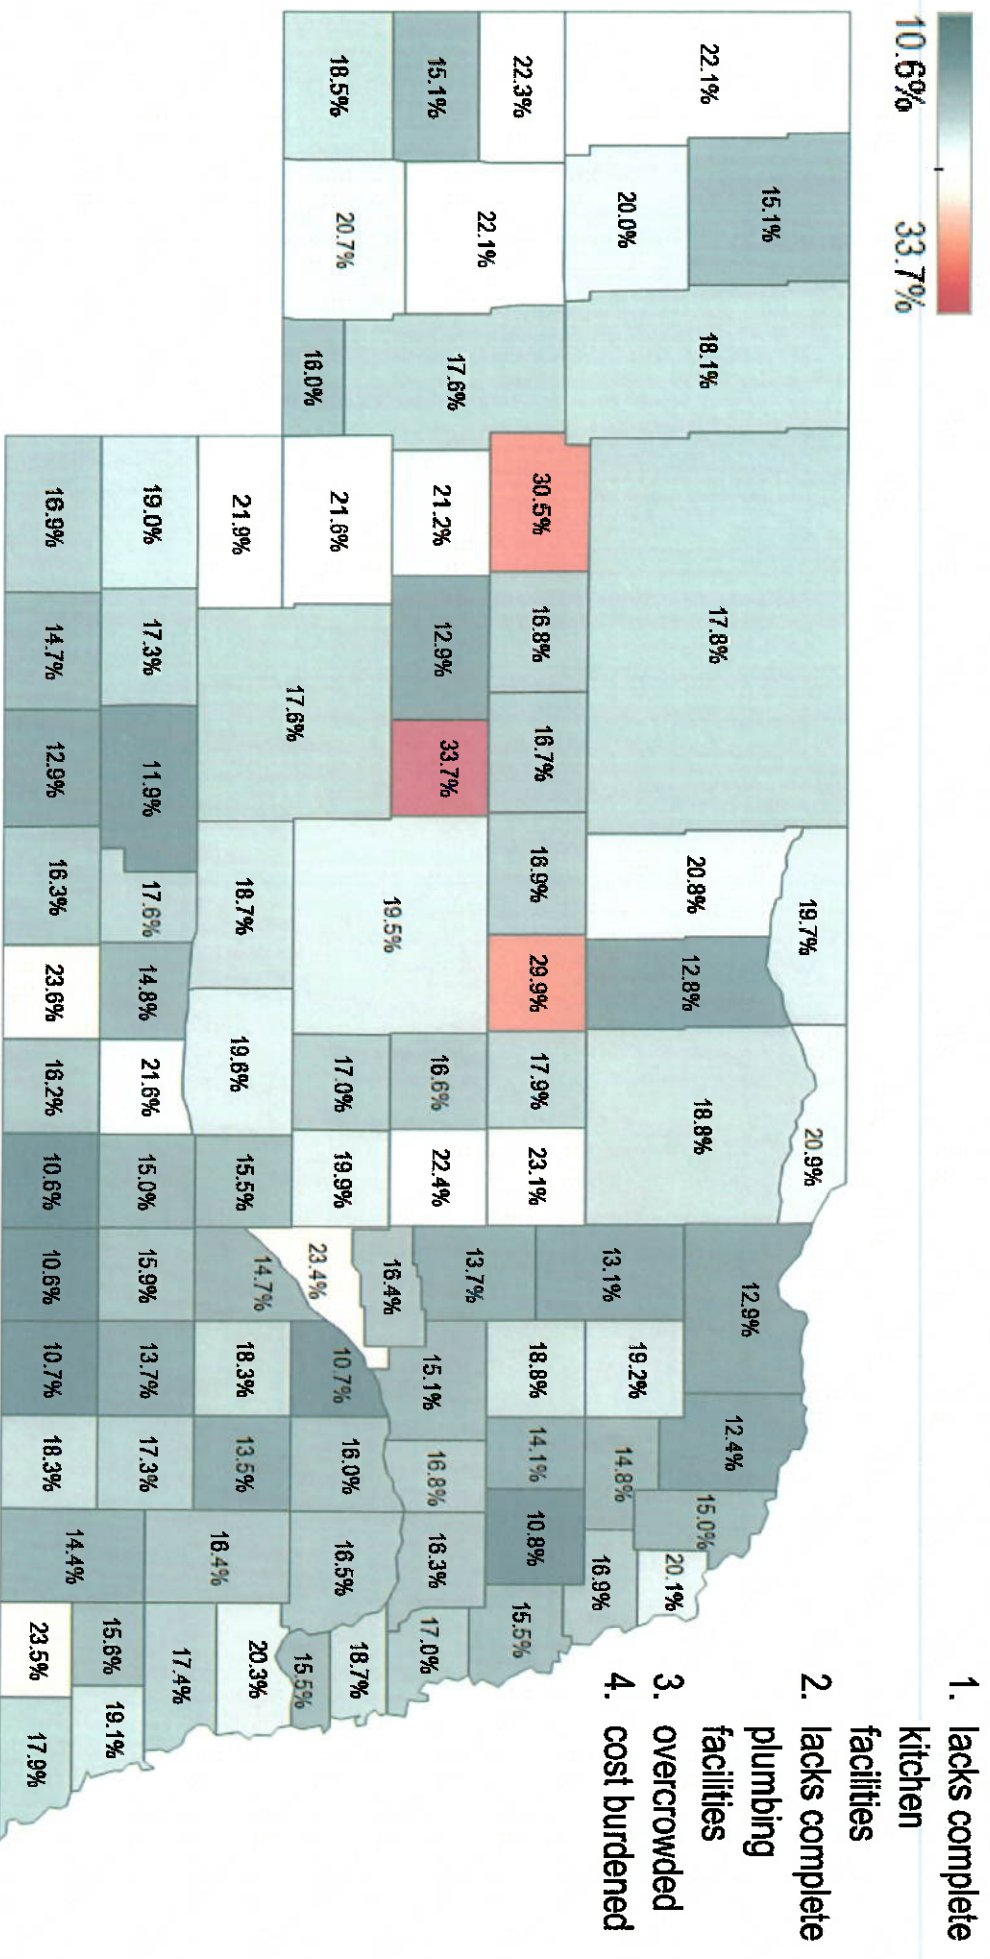 10.6% 33.7%
1. lacks complete
kitchen
facilities
2. lacks complete
plumbing
facilities
3. overcrowded
4. cost burdened
19.7% 20.9%
15.1% 12.9%
22.1% 18.1% 17.8% 20.8% 12.8% 18.8% 12.4% 15.0%
20.0% 13.1% 19.2% 14.8% 20.1%
22.3% 30.5% 16.8% 16.7% 16.9% 29.9% 17.9% 23.1% 18.8% 14.1% 10.8% 16.9%
22.1% 13.7% 15.5%
15.1% 17.6% 21.2% 12.9% 33.7% 16.6% 22.4% 15.1% 16.8% 16.3% 17.0%
19.5% 16.4%
18.5% 20.7% 16.0% 21.6% 17.0% 19.9% 23.4% 10.7% 16.0% 16.5% 18.7%
17.6% 15.5%
21.9% 18.7% 19.6% 15.5% 14.7% 18.3% 13.5% 16.4% 20.3%
19.0% 17.3% 11.9% 17.6% 14.8% 21.6% 15.0% 15.9% 13.7% 17.3% 17.4%
15.6% 19.1%
16.9% 14.7% 12.9% 16.3% 23.6% 16.2% 10.6% 10.6% 10.7% 18.3% 14.4% 23.5% 17.9%